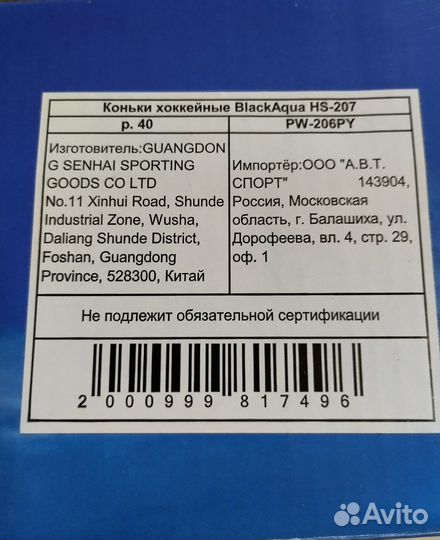 Коньки хоккейные BlackAqua HS-207
р. 40
PW-206PY
Изготовитель:GUANGDON
G SENHAI SPORTING
GOODS CO LTD
No.11 Xinhui Road, Shunde
Industrial Zone, Wusha,
Daliang Shunde District,
Foshan, Guangdong
Province, 528300, Китай
Импортёр:ООО "А.В.Т.
СПОРТ" 143904,
Россия, Московская
область, г. Балашиха, ул.
Дорофеева, вл. 4, стр. 29,
оф. 1
Не подлежит обязательной сертификации
2 000999 817496
Avito